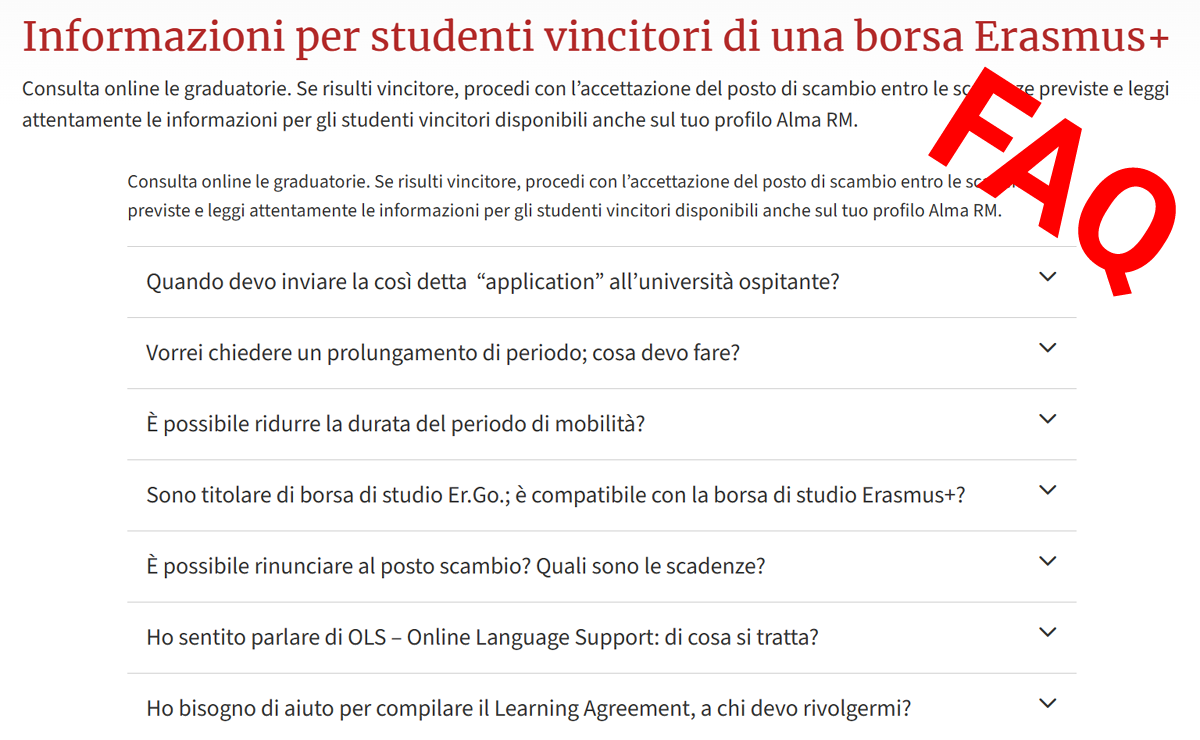 Informazioni per studenti vincitori di una borsa Erasmus+
Consulta online le graduatorie. Se risulti vincitore, procedi con l’accettazione del posto di scambio entro le previste e leggi
attentamente le informazioni per gli studenti vincitori disponibili anche sul tuo profilo Alma RM.
FAQ
Consulta online le graduatorie. Se risulti vincitore, procedi con l’accettazione del posto di scambio entro le
previste e leggi attentamente le informazioni per gli studenti vincitori disponibili anche sul tuo profilo Alma RM.
Quando devo inviare la così detta “application” all’università ospitante?
Vorrei chiedere un prolungamento di periodo; cosa devo fare?
È possibile ridurre la durata del periodo di mobilità?
Sono titolare di borsa di studio Er.Go.; è compatibile con la borsa di studio Erasmus+?
È possibile rinunciare al posto scambio? Quali sono le scadenze?
Ho sentito parlare di OLS – Online Language Support: di cosa si tratta?
Ho bisogno di aiuto per compilare il Learning Agreement, a chi devo rivolgermi?